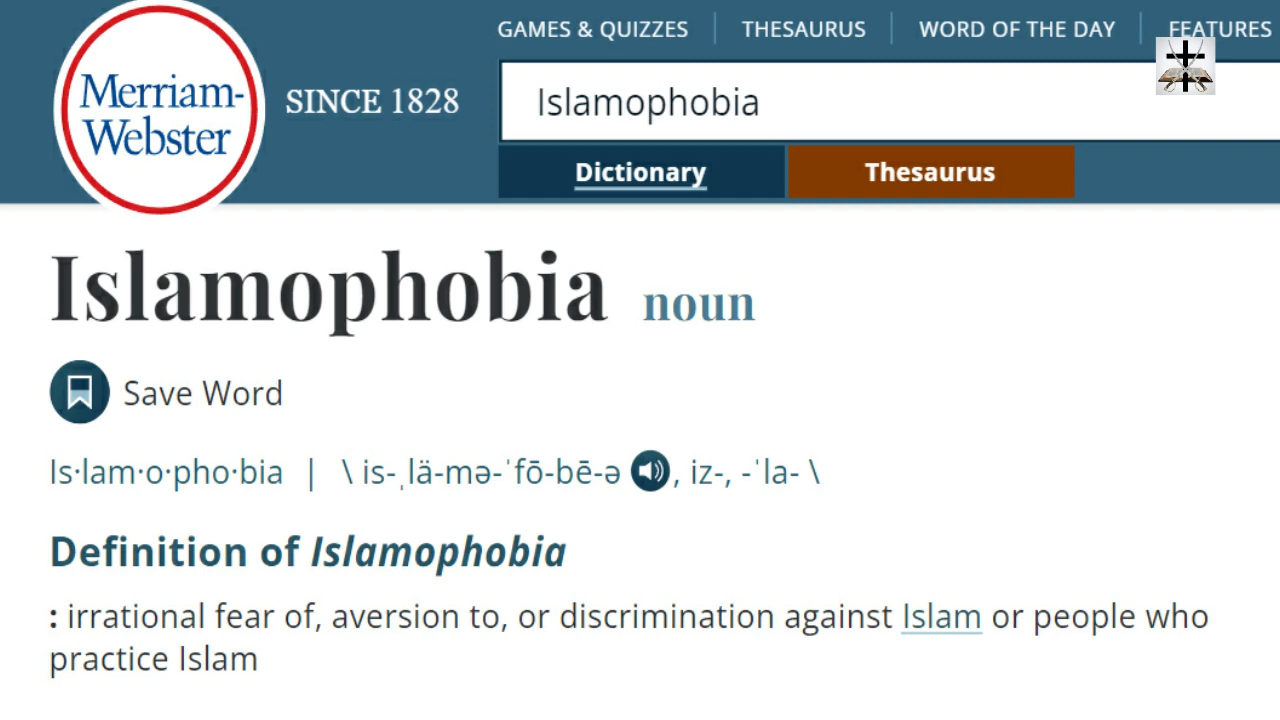 GAMES & QUIZZES | THESAURUS | WORD OF THE DAY | FEATURES
Merriam-
Webster
SINCE 1828
Islamophobia
Dictionary
Thesaurus
Islamophobia noun
Save Word
Is·lam·o·pho·bia | \ is-ˌlä-mə-ˈfō-bē-ə , iz-, -ˈla- \
Definition of Islamophobia
: irrational fear of, aversion to, or discrimination against Islam or people who
practice Islam